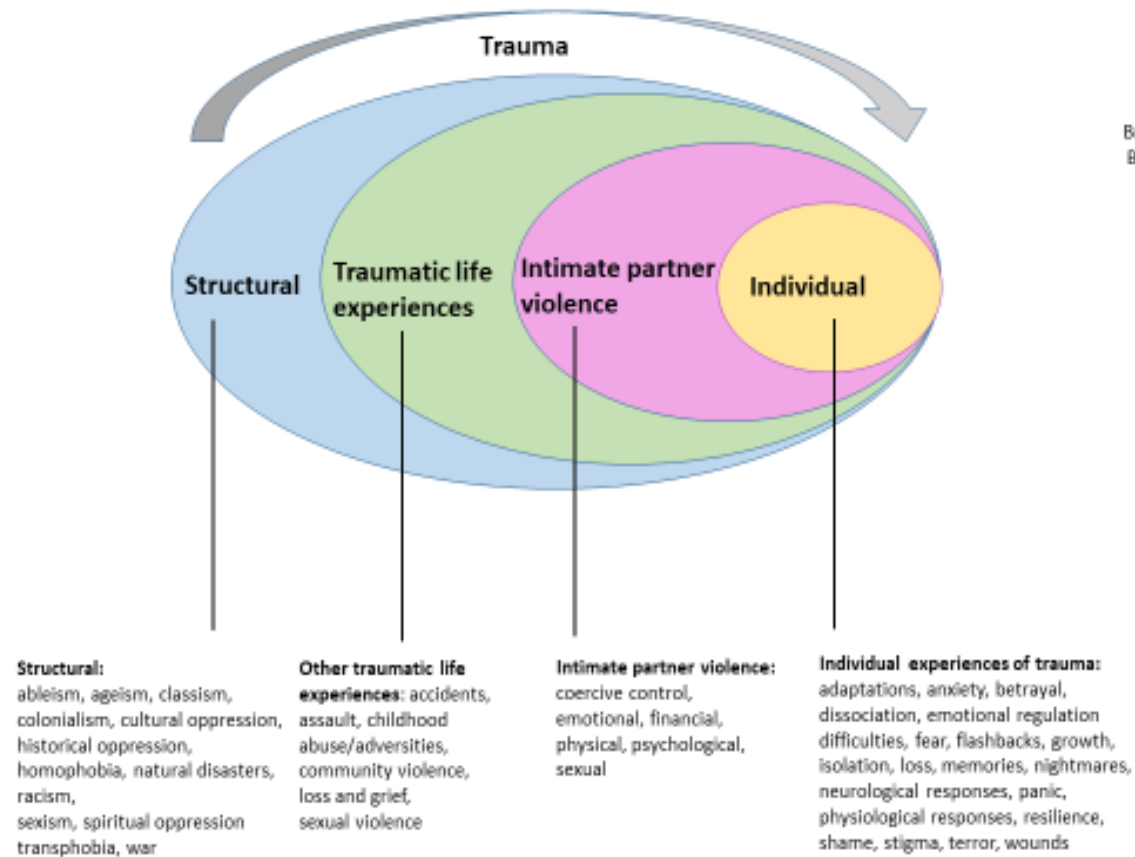 Trauma
Structural
Traumatic life
experiences
Intimate partner
violence
Individual
Structural:
ableism, ageism, classism,
colonialism, cultural oppression,
historical oppression,
homophobia, natural disasters,
racism,
sexism, spiritual oppression
transphobia, war
Other traumatic life
experiences: accidents,
assault, childhood
abuse/adversities,
community violence,
loss and grief,
sexual violence
Intimate partner violence:
coercive control,
emotional, financial,
physical, psychological,
sexual
Individual experiences of trauma:
adaptations, anxiety, betrayal,
dissociation, emotional regulation
difficulties, fear, flashbacks, growth,
isolation, loss, memories, nightmares,
neurological responses, panic,
physiological responses, resilience,
shame, stigma, terror, wounds